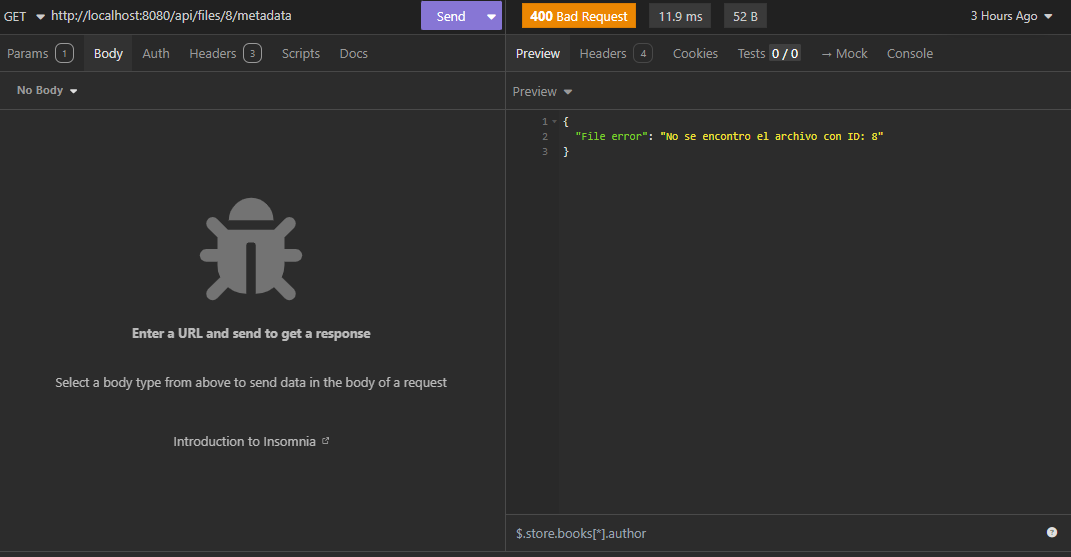 GET http://localhost:8080/api/files/8/metadata Send
Params 1 Body Auth Headers 3 Scripts Docs
No Body
Enter a URL and send to get a response
Select a body type from above to send data in the body of a request
Introduction to Insomnia
400 Bad Request 11.9 ms 52 B 3 Hours Ago
Preview Headers 4 Cookies Tests 0 / 0 → Mock Console
Preview
1 {
2 "File error": "No se encontro el archivo con ID: 8"
3 }
$.store.books[*].author ?